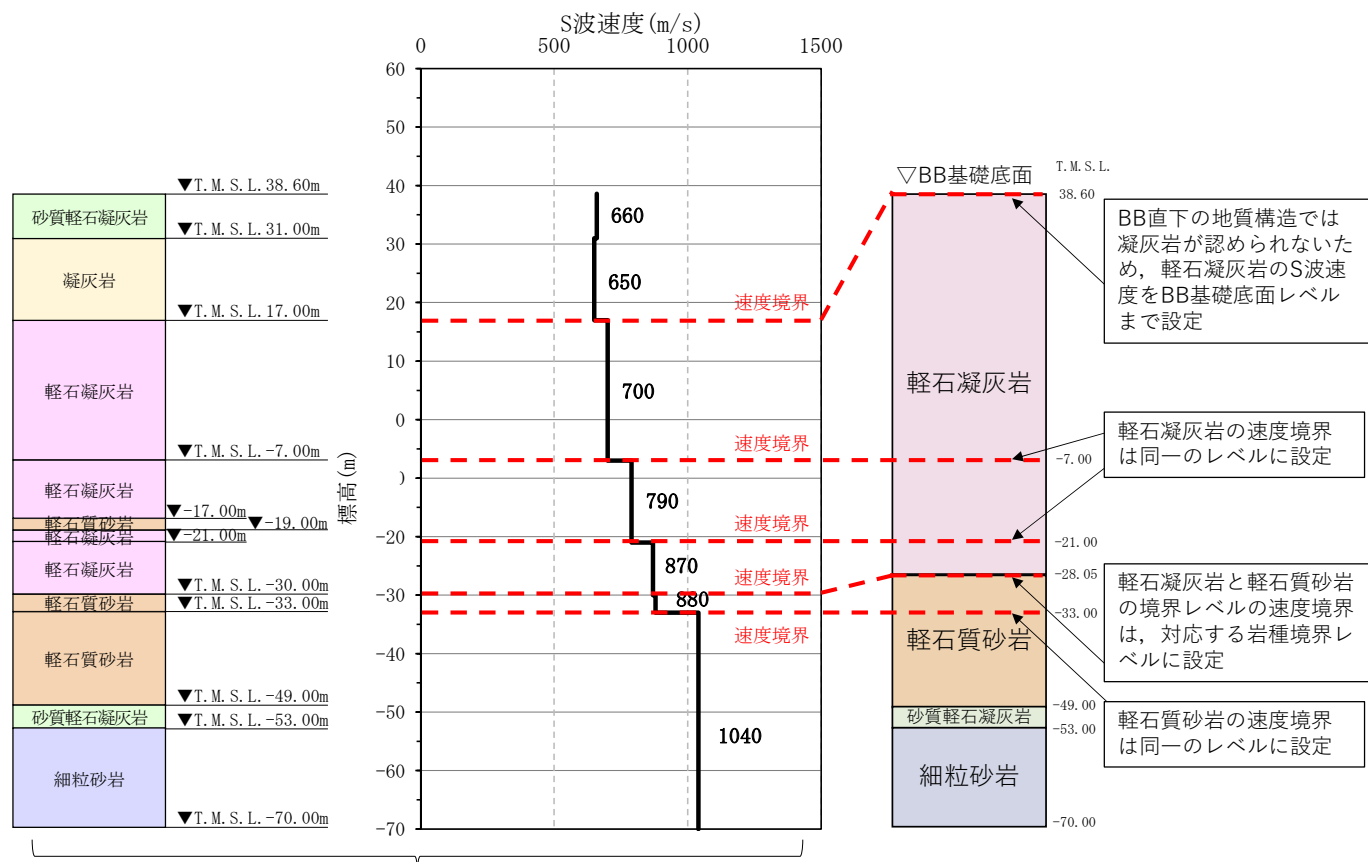 S波速度(m/s)
0
500
1000
1500
60
50
40
30
20
10
0
0
-20
-30
-40
-50
-60
-70
標高(m)
▼T.M.S.L.38.60m
砂質軽石凝灰岩
▼T.M.S.L.31.00m
凝灰岩
▼T.M.S.L.17.00m
軽石凝灰岩
▼T.M.S.L.-7.00m
軽石凝灰岩
▼-17.00m
軽石質砂岩
▼-19.00m
軽石凝灰岩
▼-21.00m
軽石凝灰岩
▼T.M.S.L.-30.00m
軽石質砂岩
▼T.M.S.L.-33.00m
軽石質砂岩
▼T.M.S.L.-49.00m
砂質軽石凝灰岩
▼T.M.S.L.-53.00m
細粒砂岩
▼T.M.S.L.-70.00m
660
650
速度境界
700
速度境界
790
速度境界
870
速度境界
880
速度境界
1040
▽BB基礎底面
T.M.S.L.
38.60
軽石凝灰岩
-7.00
-21.00
-28.05
-33.00
軽石質砂岩
-49.00
砂質軽石凝灰岩
-53.00
細粒砂岩
-70.00
BB直下の地質構造では
凝灰岩が認められないた
め，軽石凝灰岩のS波速
度をBB基礎底面レベル
まで設定
軽石凝灰岩の速度境界
は同一のレベルに設定
軽石凝灰岩と軽石質砂岩
の境界レベルの速度境界
は，対応する岩種境界レ
ベルに設定
軽石質砂岩の速度境界
は同一のレベルに設定